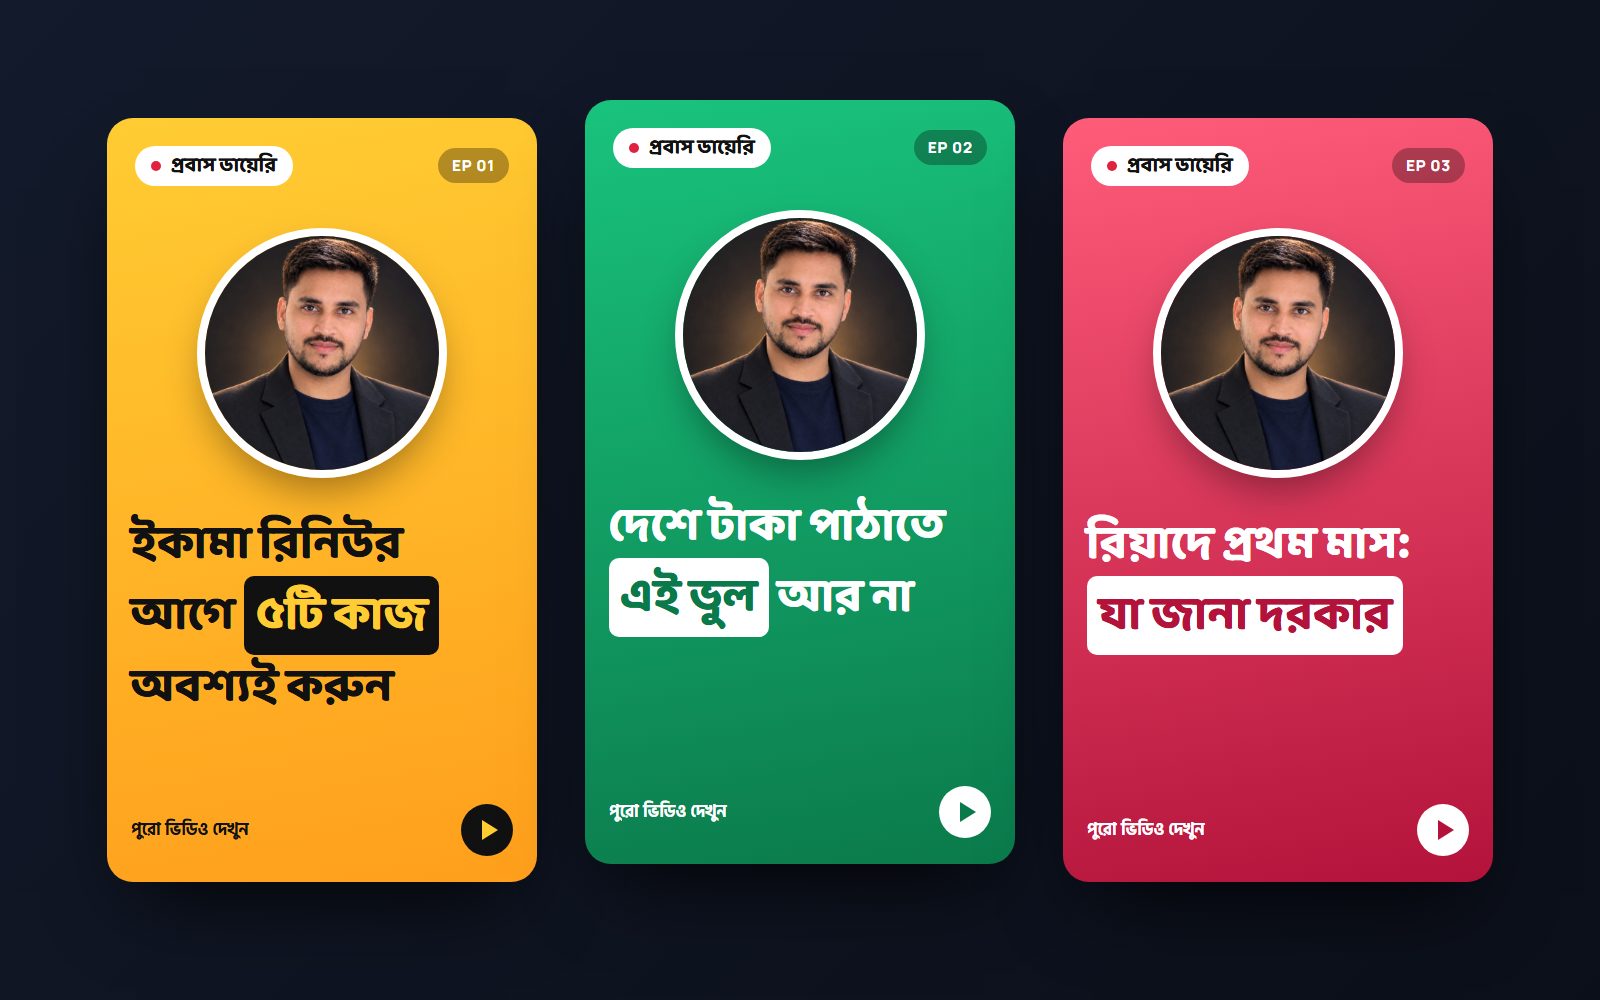 প্রবাস ডায়েরি
EP 01
ইকামা রিনিউর
আগে ৫টি কাজ
অবশ্যই করুন
পুরো ভিডিও দেখুন
প্রবাস ডায়েরি
EP 02
দেশে টাকা পাঠাতে
এই ভুল আর না
পুরো ভিডিও দেখুন
প্রবাস ডায়েরি
EP 03
রিয়াদে প্রথম মাস:
যা জানা দরকার
পুরো ভিডিও দেখুন